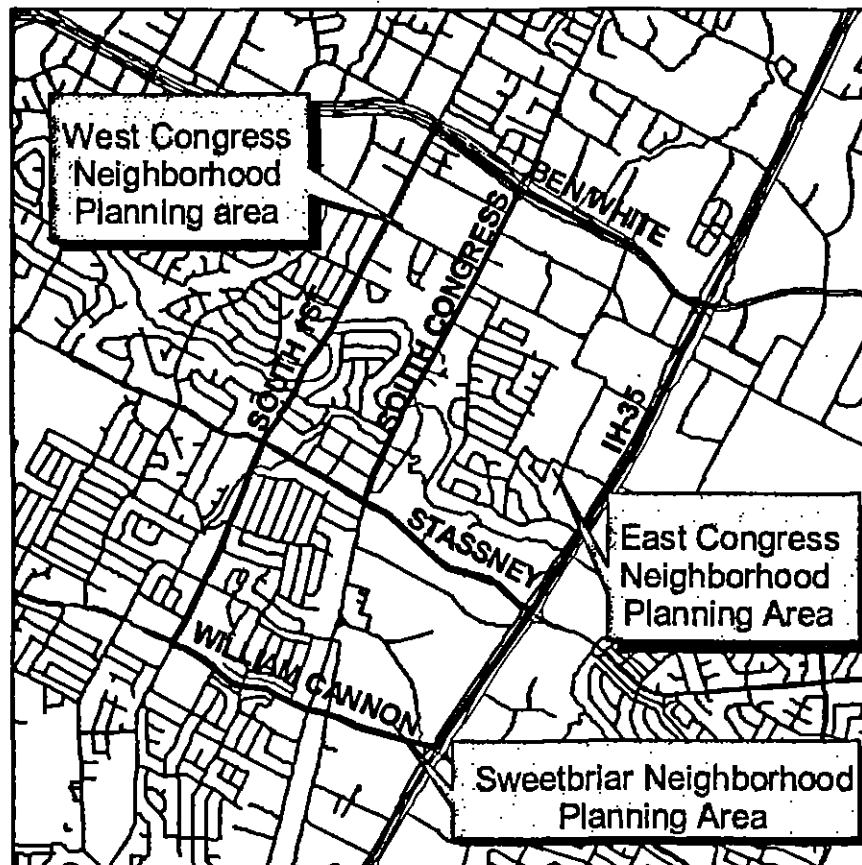 West Congress
Neighborhood
Planning area
BEN WHITE
SOUTH CONGRESS
SOUTH 1ST
IH-35
STASSNEY
East Congress
Neighborhood
Planning Area
WILLIAM CANNON
Sweetbriar Neighborhood
Planning Area